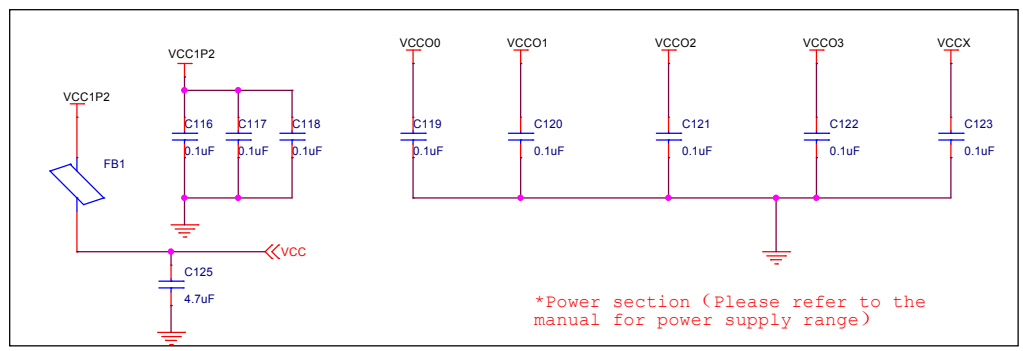 VCCO0
VCCO1
VCCO2
VCCO3
VCCX
VCC1P2
VCC1P2
C116
C117
C118
C119
C120
C121
C122
C123
0.1uF
0.1uF
0.1uF
0.1uF
0.1uF
0.1uF
0.1uF
0.1uF
FB1
VCC
C125
4.7uF
*Power section (Please refer to the
manual for power supply range)